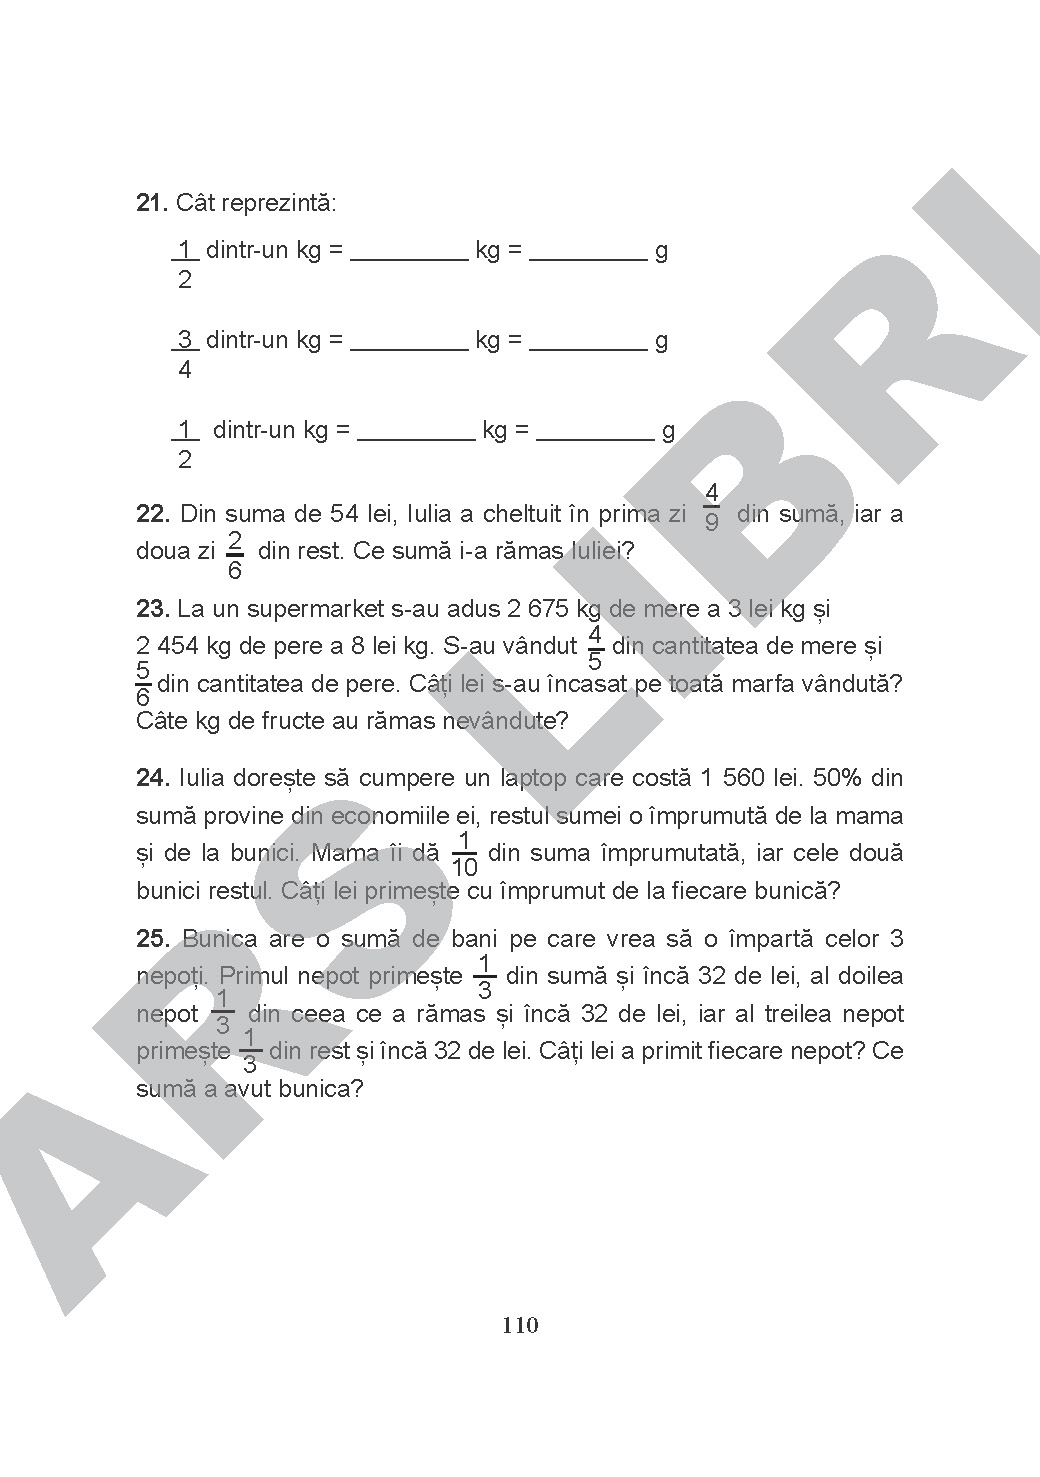 21. Cât reprezintă:
1/2 dintr-un kg = _________ kg = _________ g
3/4 dintr-un kg = _________ kg = _________ g
1/2 dintr-un kg = _________ kg = _________ g
22. Din suma de 54 lei, Iulia a cheltuit în prima zi 4/9 din sumă, iar a
doua zi 2/6 din rest. Ce sumă i-a rămas Iuliei?
23. La un supermarket s-au adus 2 675 kg de mere a 3 lei kg și
2 454 kg de pere a 8 lei kg. S-au vândut 4/5 din cantitatea de mere și
5/6 din cantitatea de pere. Câți lei s-au încasat pe toată marfa vândută?
Câte kg de fructe au rămas nevândute?
24. Iulia dorește să cumpere un laptop care costă 1 560 lei. 50% din
sumă provine din economiile ei, restul sumei o împrumută de la mama
și de la bunici. Mama îi dă 1/10 din suma împrumutată, iar cele două
bunici restul. Câți lei primește cu împrumut de la fiecare bunică?
25. Bunica are o sumă de bani pe care vrea să o împartă celor 3
nepoți. Primul nepot primește 1/3 din sumă și încă 32 de lei, al doilea
nepot 1/3 din ceea ce a rămas și încă 32 de lei, iar al treilea nepot
primește 1/3 din rest și încă 32 de lei. Câți lei a primit fiecare nepot? Ce
sumă a avut bunica?
110
ARS LIBRI